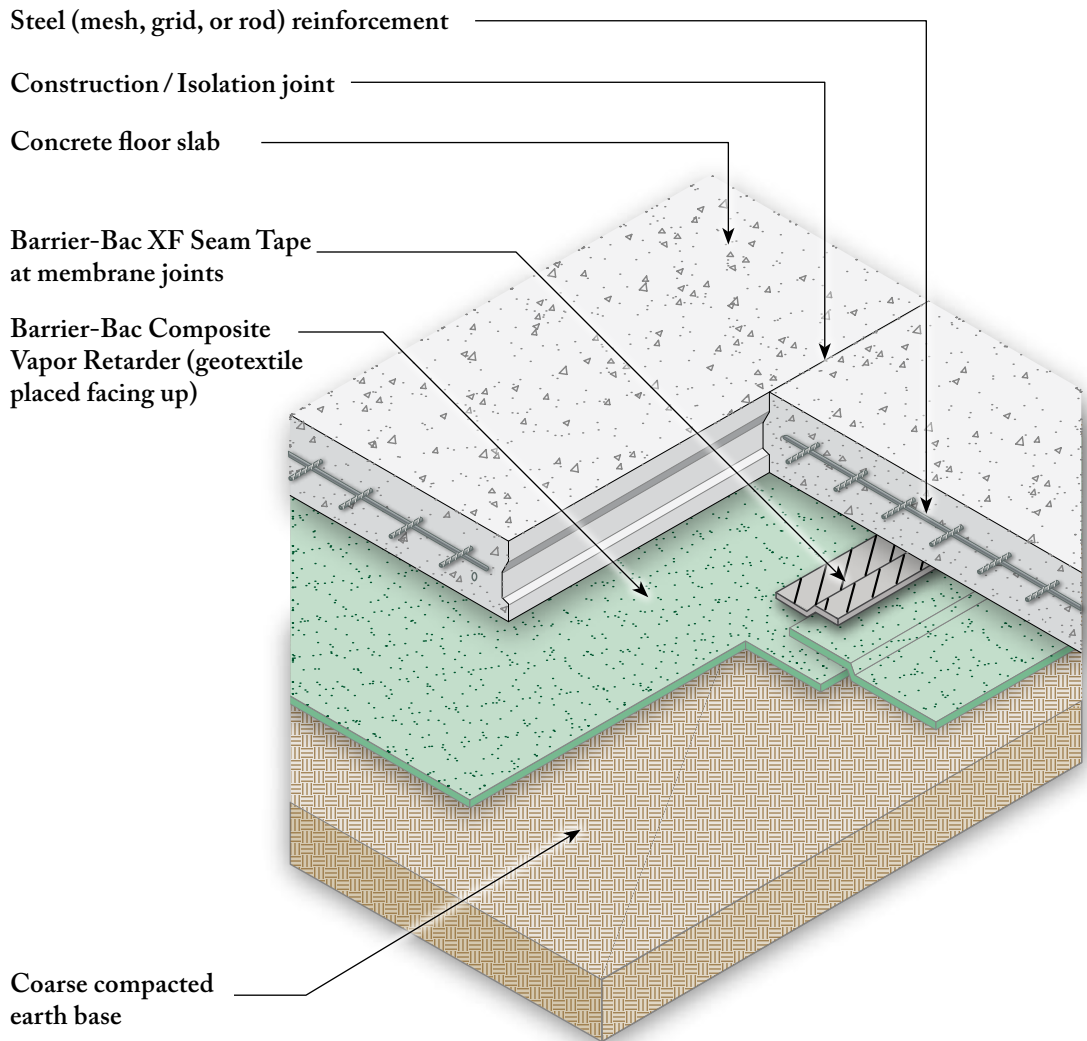 Steel (mesh, grid, or rod) reinforcement
Construction / Isolation joint
Concrete floor slab
Barrier-Bac XF Seam Tape
at membrane joints
Barrier-Bac Composite
Vapor Retarder (geotextile
placed facing up)
Coarse compacted
earth base